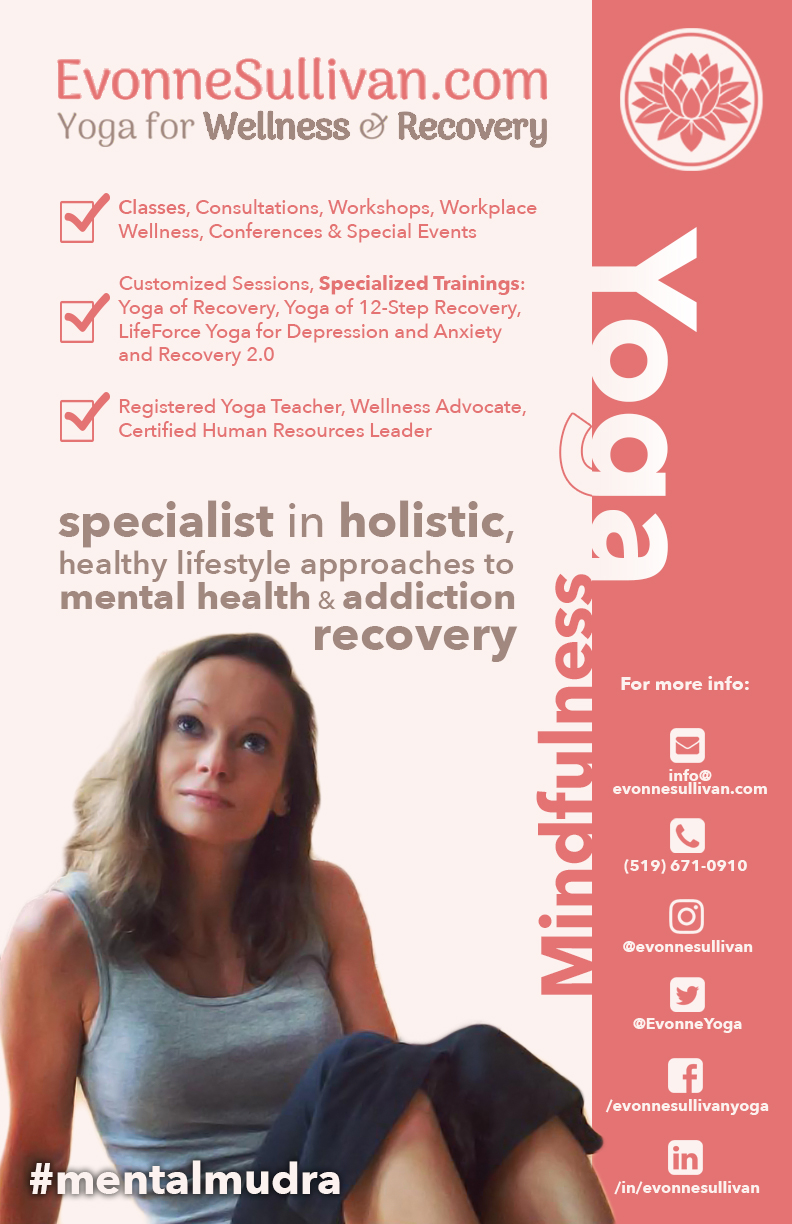 EvonneSullivan.com
Yoga for Wellness & Recovery
Classes, Consultations, Workshops, Workplace
Wellness, Conferences & Special Events
Customized Sessions, Specialized Trainings:
Yoga of Recovery, Yoga of 12-Step Recovery,
LifeForce Yoga for Depression and Anxiety
and Recovery 2.0
Registered Yoga Teacher, Wellness Advocate,
Certified Human Resources Leader
specialist in holistic,
healthy lifestyle approaches to
mental health & addiction
recovery
#mentalmudra
Yoga
Mindfulness
For more info:
info@
evonnesullivan.com
(519) 671-0910
@evonnesullivan
@EvonneYoga
/evonnesullivanyoga
/in/evonnesullivan